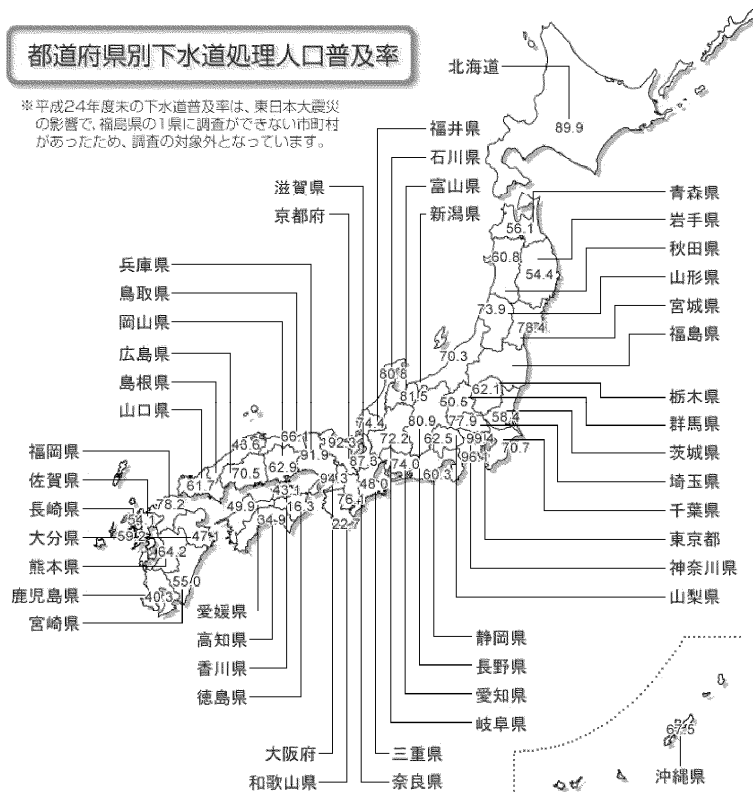 都道府県別下水道処理人口普及率
※平成24年度末の下水道普及率は、東日本大震災
の影響で、福島県の1県に調査ができない市町村
があったため、調査の対象外となっています。
北海道
89.9
福井県
石川県
富山県
新潟県
滋賀県
京都府
兵庫県
鳥取県
岡山県
広島県
島根県
山口県
福岡県
佐賀県
長崎県
大分県
熊本県
鹿児島県
宮崎県
青森県
岩手県
秋田県
山形県
宮城県
福島県
栃木県
群馬県
茨城県
埼玉県
千葉県
東京都
神奈川県
山梨県
静岡県
長野県
愛知県
岐阜県
三重県
奈良県
大阪府
和歌山県
愛媛県
高知県
香川県
徳島県
沖縄県
56.1
60.8
54.4
73.9
78.4
70.3
80.8
81.5
62.1
50.5
58.4
74.4
80.9
77.9
72.2
62.5
99.4
70.7
92.3
87.3
74.0
60.3
66.1
91.9
43.6
70.5
62.9
94.3
48.0
61.7
43.1
49.9
16.3
34.9
22.7
78.2
54.1
59.2
47.1
64.2
55.0
40.3
67.5